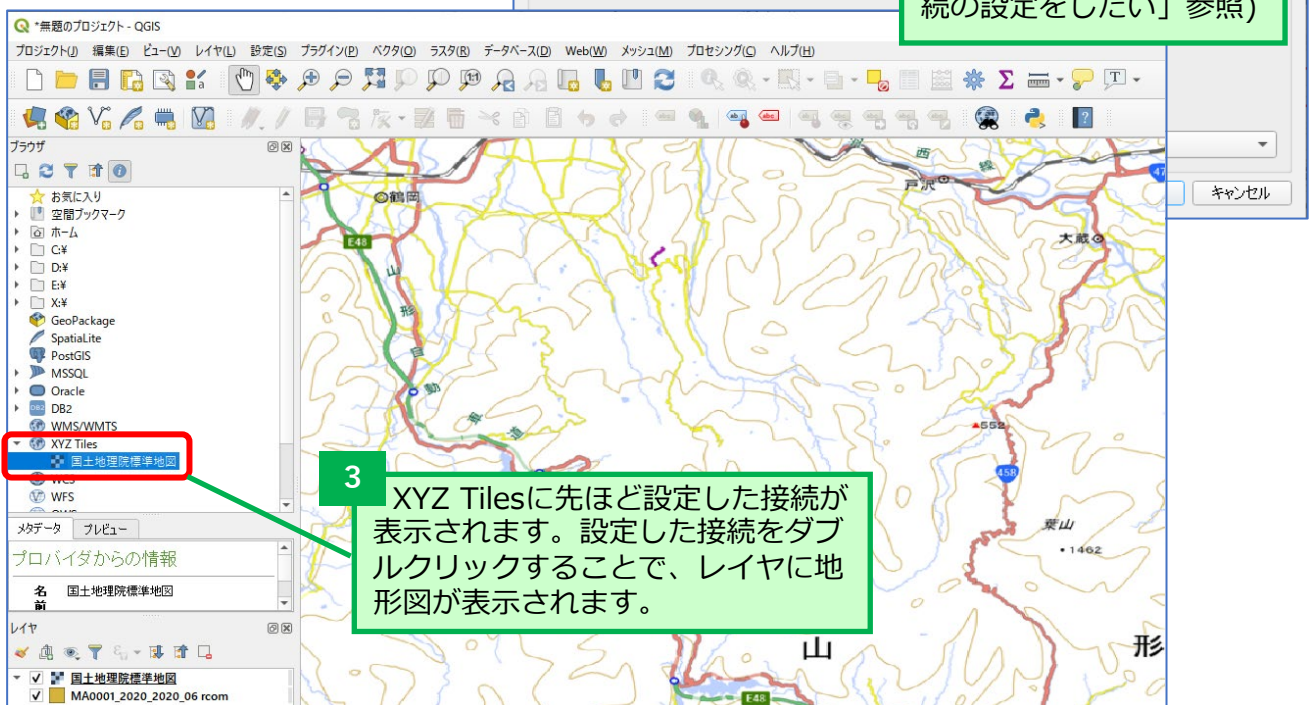 続の設定をしたい」参照)
*無題のプロジェクト - QGIS
プロジェクト(J) 編集(E) ビュー(V) レイヤ(L) 設定(S) プラグイン(P) ベクタ(O) ラスタ(R) データベース(D) Web(W) メッシュ(M) プロセシング(C) ヘルプ(H)
ブラウザ
お気に入り
空間ブックマーク
ホーム
C:¥
D:¥
E:¥
X:¥
GeoPackage
SpatiaLite
PostGIS
MSSQL
Oracle
DB2
WMS/WMTS
XYZ Tiles
国土地理院標準地図
WCS
WFS
OWS
メタデータ プレビュー
プロバイダからの情報
名前 国土地理院標準地図
レイヤ
国土地理院標準地図
MA0001_2020_2020_06 rcom
キャンセル
鶴岡
E48
山形自動車道
西
線
戸沢
47
大蔵
552
458
葉山
1462
山 形
E48
3
XYZ Tilesに先ほど設定した接続が
表示されます。設定した接続をダブ
ルクリックすることで、レイヤに地
形図が表示されます。